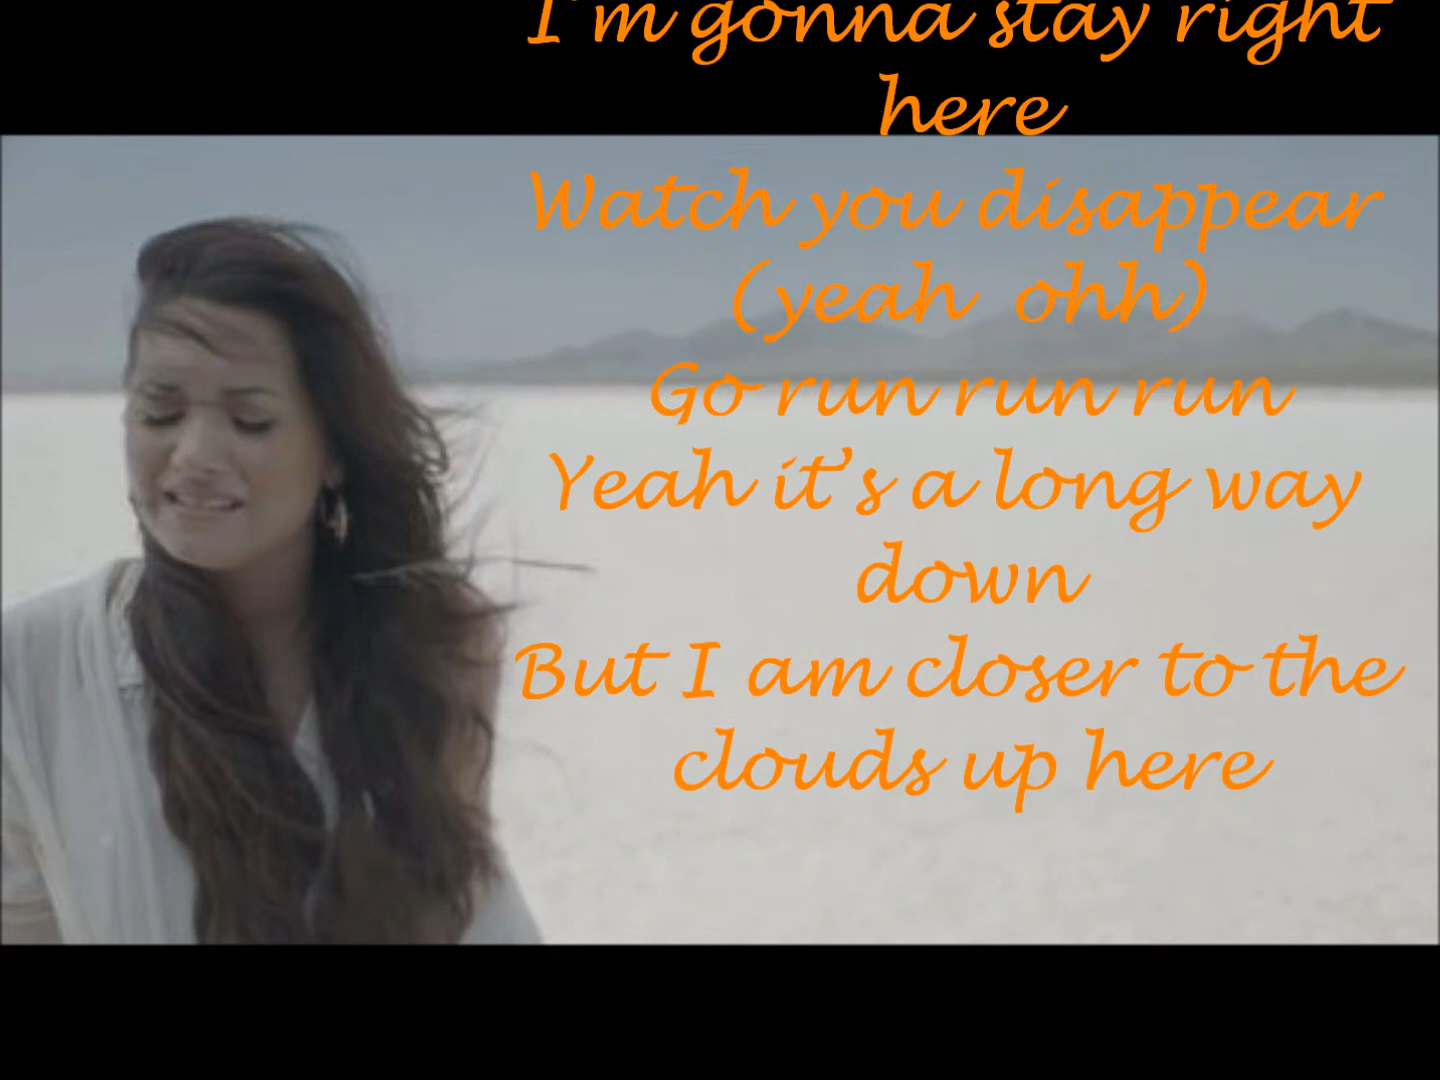 I'm gonna stay right
here
Watch you disappear
(yeah ohh)
Go run run run
Yeah it's a long way
down
But I am closer to the
clouds up here